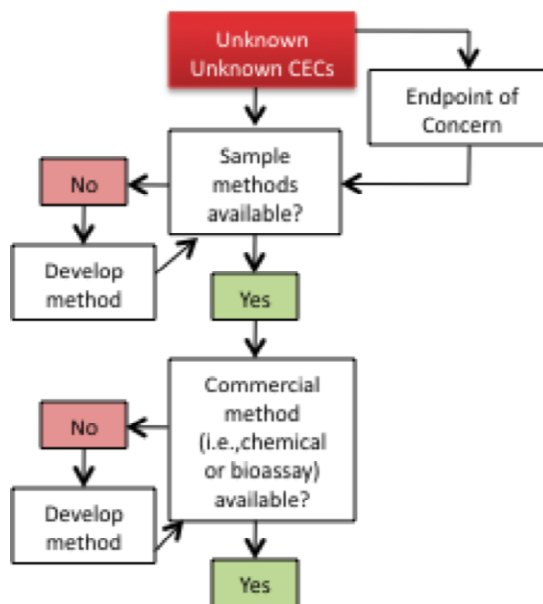 Unknown
Unknown CECs
Endpoint of
Concern
Sample
methods
available?
No
Develop
method
Yes
Commercial
method
(i.e.,chemical
or bioassay)
available?
No
Develop
method
Yes